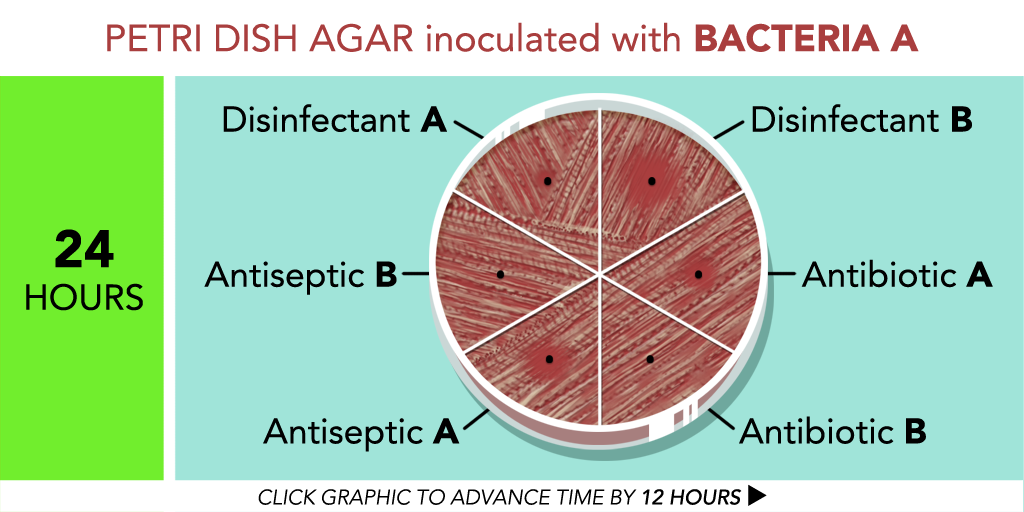 PETRI DISH AGAR inoculated with BACTERIA A
24
HOURS
Disinfectant A
Disinfectant B
Antiseptic B
Antibiotic A
Antiseptic A
Antibiotic B
CLICK GRAPHIC TO ADVANCE TIME BY 12 HOURS ▶